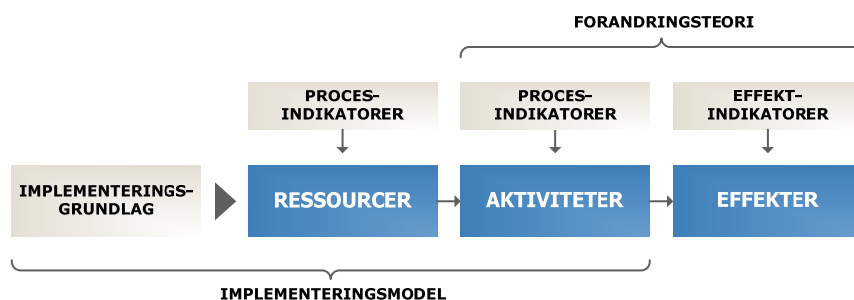 FORANDRINGSTEORI
PROCES–
INDIKATORER
PROCES–
INDIKATORER
EFFEKT–
INDIKATORER
IMPLEMENTERINGS–
GRUNDLAG
RESSOURCER
AKTIVITETER
EFFEKTER
IMPLEMENTERINGSMODEL